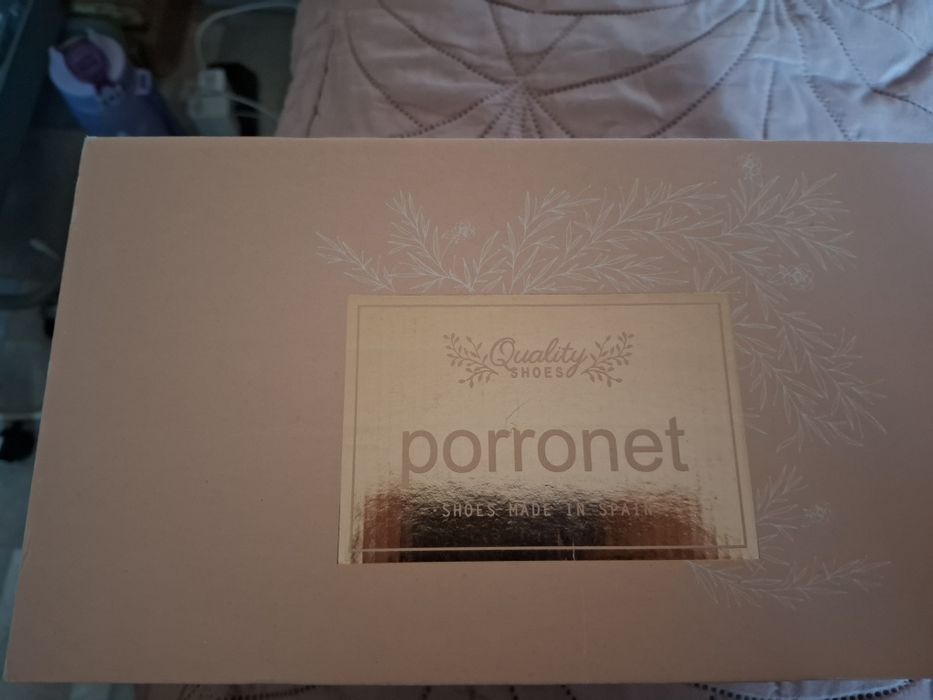 Quality
SHOES
porronet
SHOES MADE IN SPAIN